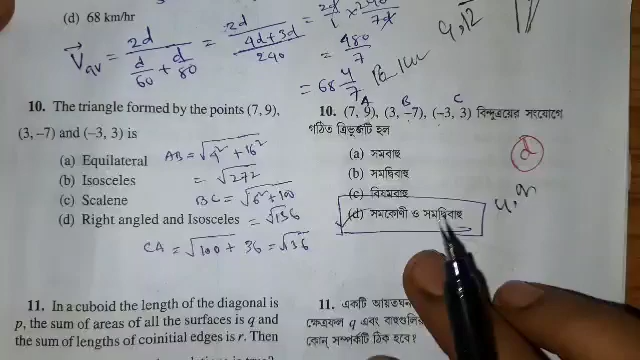 (d) 68 km/hr
V⃗av = 2d / (d/60 + d/80) = 2d / ((4d+3d)/240) = 2d/1 × 240/7d
= 480/7
= 68 4/7
10. The triangle formed by the points (7, 9),
(3, –7) and (–3, 3) is
(a) Equilateral
(b) Isosceles
(c) Scalene
(d) Right angled and Isosceles
AB = √4² + 16²
= √272
BC = √6² + 100
= √136
CA = √100 + 36 = √136
11. In a cuboid the length of the diagonal is
p, the sum of areas of all the surfaces is q and
the sum of lengths of coinitial edges is r. Then
A B C
10. (7, 9), (3, –7), (–3, 3) বিন্দুত্রয়ের সংযোগে
গঠিত ত্রিভুজটি হল
(a) সমবাহু
(b) সমদ্বিবাহু
(c) বিষমবাহু
(d) সমকোণী ও সমদ্বিবাহু
d
11. একটি আয়তঘন
ক্ষেত্রফল q এবং বাহুগুলির
কোন্ সম্পর্কটি ঠিক হবে?